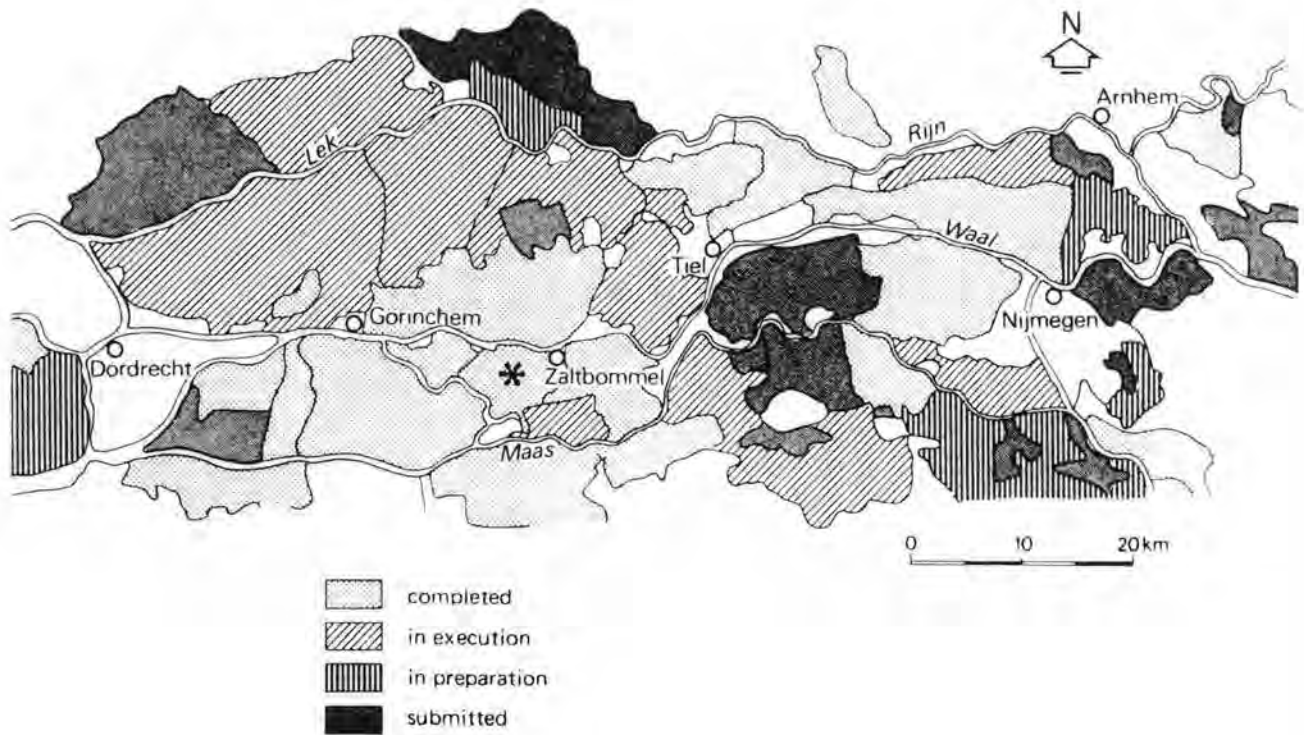 N
Arnhem
Rijn
Lek
Waal
Tiel
Nijmegen
Gorinchem
Dordrecht
Zaltbommel
Maas
0 10 20 km
completed
in execution
in preparation
submitted